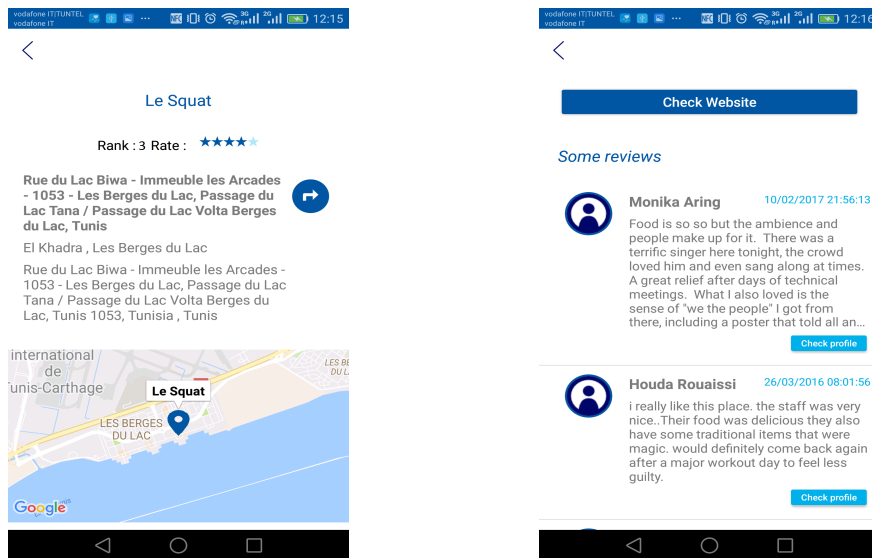 vodafone IT|TUNTEL
vodafone IT
3G
2G
12:15
Le Squat
Rank : 3 Rate :
Rue du Lac Biwa - Immeuble les Arcades
- 1053 - Les Berges du Lac, Passage du
Lac Tana / Passage du Lac Volta Berges
du Lac, Tunis
El Khadra , Les Berges du Lac
Rue du Lac Biwa - Immeuble les Arcades -
1053 - Les Berges du Lac, Passage du Lac
Tana / Passage du Lac Volta Berges du
Lac, Tunis 1053, Tunisia , Tunis
international
de
unis-Carthage
LES BE
DU L
Le Squat
LES BERGES
DU LAC
Google
vodafone IT|TUNTEL
vodafone IT
3G
2G
12:16
Check Website
Some reviews
Monika Aring 10/02/2017 21:56:13
Food is so so but the ambience and
people make up for it. There was a
terrific singer here tonight, the crowd
loved him and even sang along at times.
A great relief after days of technical
meetings. What I also loved is the
sense of "we the people" I got from
there, including a poster that told all an...
Check profile
Houda Rouaissi 26/03/2016 08:01:56
i really like this place. the staff was very
nice..Their food was delicious they also
have some traditional items that were
magic. would definitely come back again
after a major workout day to feel less
guilty.
Check profile